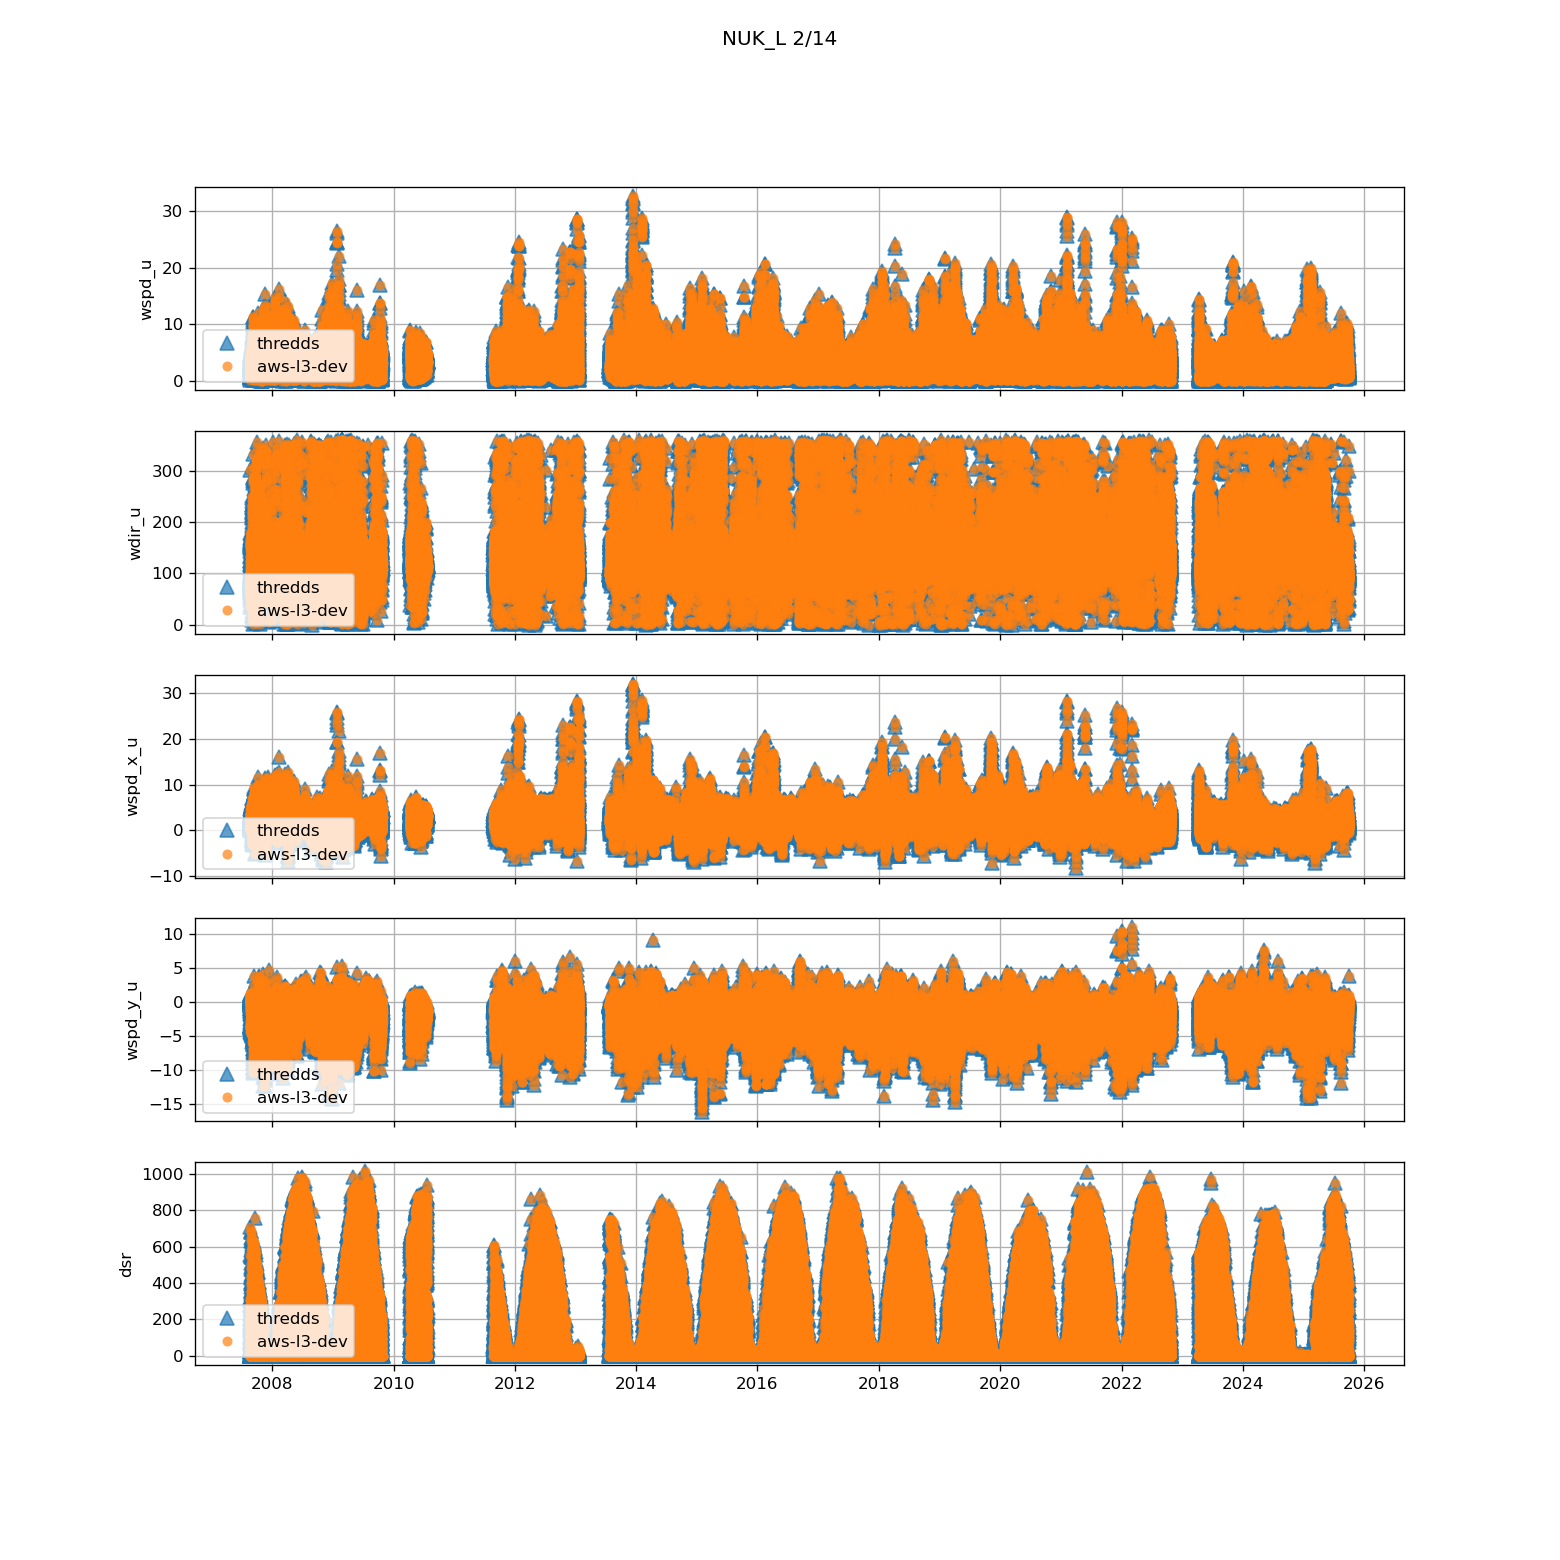 NUK_L 2/14
30
20
10
0
wspd_u
thredds
aws-l3-dev
300
200
100
0
wdir_u
thredds
aws-l3-dev
30
20
10
0
−10
wspd_x_u
thredds
aws-l3-dev
10
5
0
−5
−10
−15
wspd_y_u
thredds
aws-l3-dev
1000
800
600
400
200
0
dsr
thredds
aws-l3-dev
2008 2010 2012 2014 2016 2018 2020 2022 2024 2026